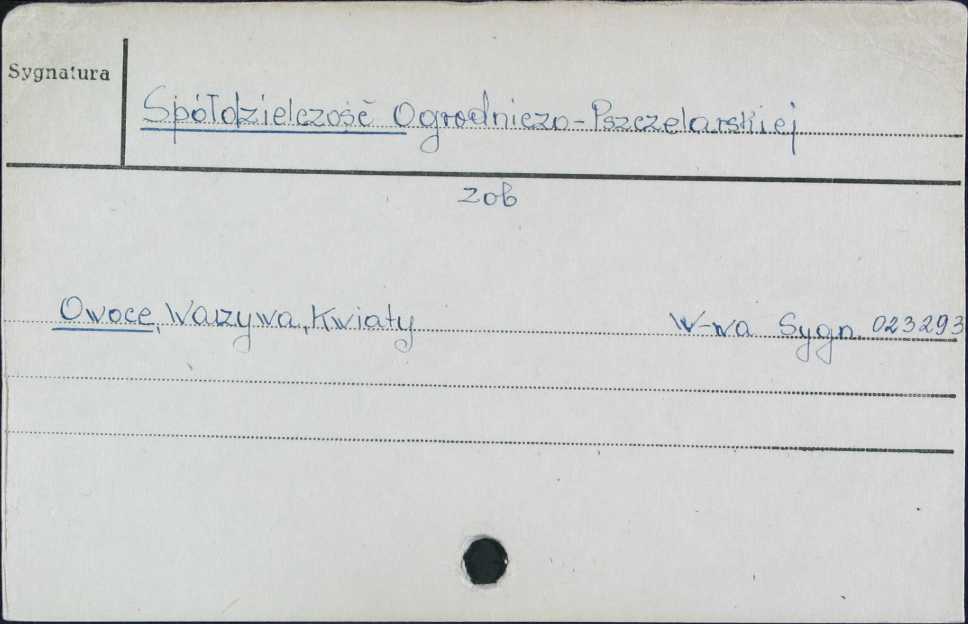 Sygnatura
Spółdzielczość Ogrodniczo-Pszczelarskiej
zob
Owoce, Warzywa, Kwiaty W-wa Sygn. 023293